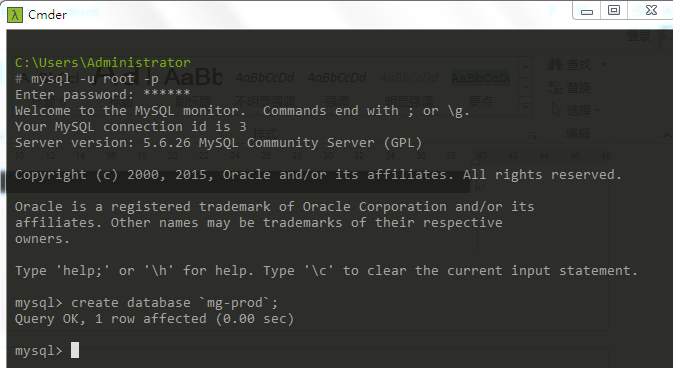 Cmder
C:\Users\Administrator
# mysql -u root -p
Enter password: ******
Welcome to the MySQL monitor.  Commands end with ; or \g.
Your MySQL connection id is 3
Server version: 5.6.26 MySQL Community Server (GPL)
Copyright (c) 2000, 2015, Oracle and/or its affiliates. All rights reserved.
Oracle is a registered trademark of Oracle Corporation and/or its
affiliates. Other names may be trademarks of their respective
owners.
Type 'help;' or '\h' for help. Type '\c' to clear the current input statement.
mysql> create database `mg-prod`;
Query OK, 1 row affected (0.00 sec)
mysql>